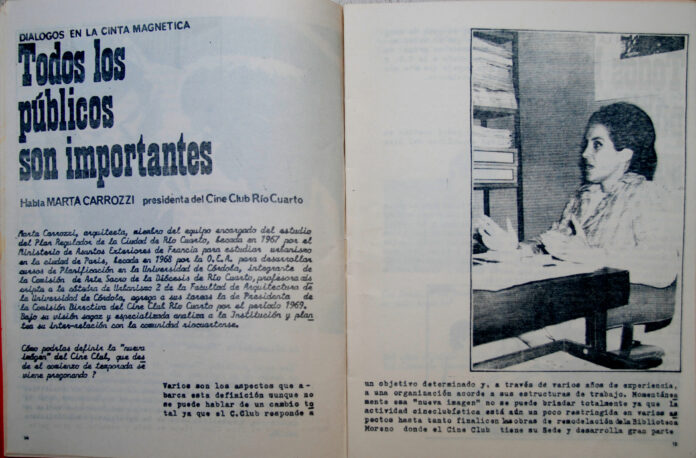 DIALOGOS EN LA CINTA MAGNETICA
Todos los
públicos
son importantes
Habla MARTA CARROZZI presidenta del Cine Club Río Cuarto
Marta Carrozzi, arquitecta, miembro del equipo encargado del estudio
del Plan Regulador de la Ciudad de Río Cuarto, becada en 1967 por el
Ministerio de Asuntos Exteriores de Francia para estudiar urbanismo
en la ciudad de París, becada en 1968 por la O.E.A. para desarrollar
cursos de Planificación en la Universidad de Córdoba, integrante de
la Comisión de Arte Sacro de la Diócesis de Río Cuarto, profesora ads
cripta a la cátedra de Urbanismo 2 de la Facultad de Arquitectura de
la Universidad de Córdoba, agrega a sus tareas la de Presidenta de
la Comisión Directiva del Cine Club Río Cuarto por el período 1969.
Bajo su visión sagaz y especializada analiza a la Institución y plan
tea su inter-relación con la comunidad riocuartense.
Cómo podrías definir la "nueva
imágen" del Cine Club, que des
de el comienzo de temporada se
viene pregonando ?
Varios son los aspectos que a-
barca esta definición aunque no
se puede hablar de un cambio to
tal ya que el C.Club responde a
14
un objetivo determinado y, a través de varios años de experiencia,
a una organización acorde a sus estructuras de trabajo. Momentánea
mente esa "nueva imagen" no se puede brindar totalmente ya que la
actividad cineclubística está aún un poco restringida en varios as
pectos hasta tanto finalicen las obras de remodelación de la Biblioteca
Moreno donde el Cine Club tiene su Sede y desarrolla gran parte
15